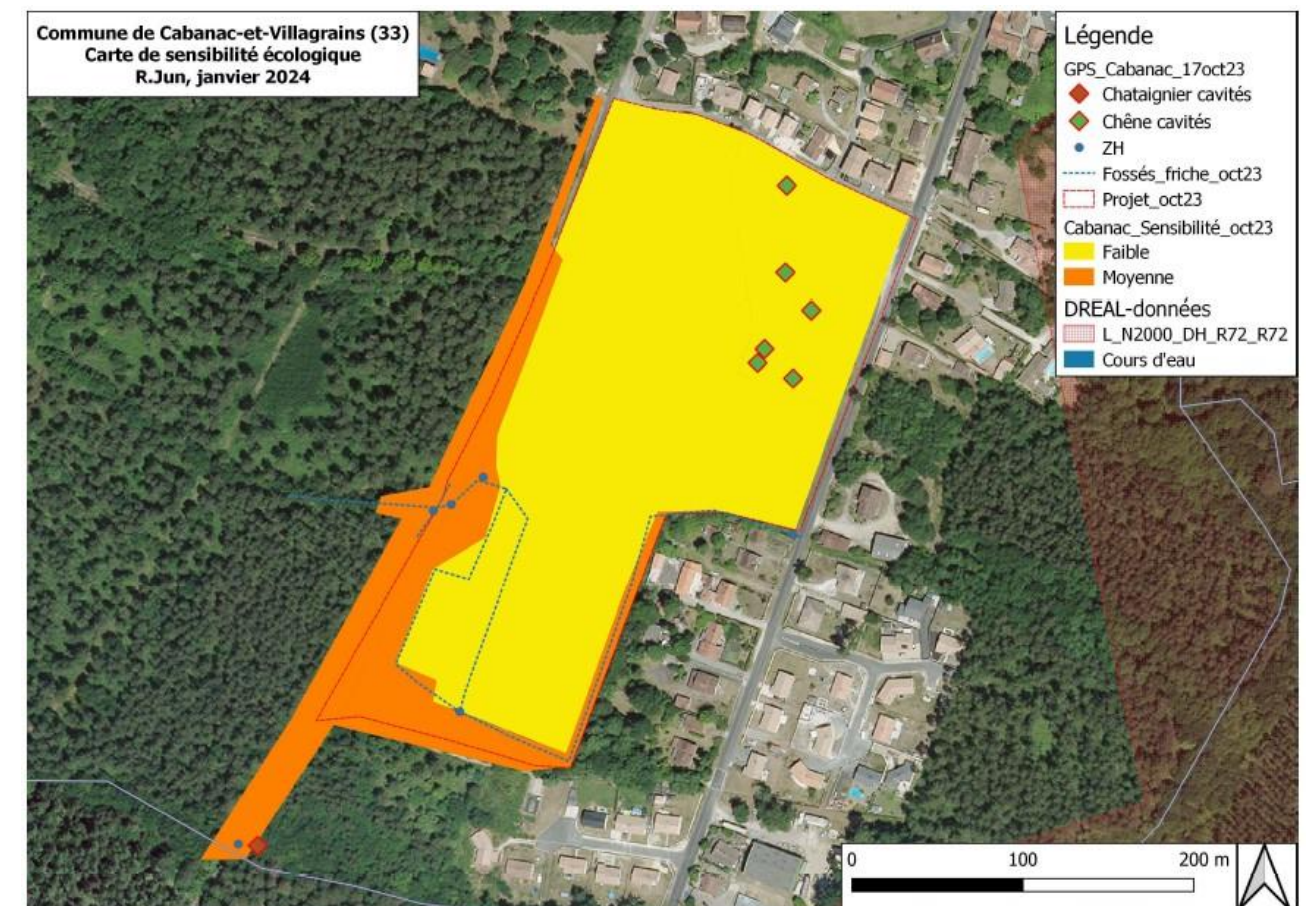 Commune de Cabanac-et-Villagrains (33)
Carte de sensibilité écologique
R.Jun, janvier 2024
Légende
GPS_Cabanac_17oct23
Chataignier cavités
Chêne cavités
ZH
Fossés_friche_oct23
Projet_oct23
Cabanac_Sensibilité_oct23
Faible
Moyenne
DREAL-données
L_N2000_DH_R72_R72
Cours d'eau
0 100 200 m